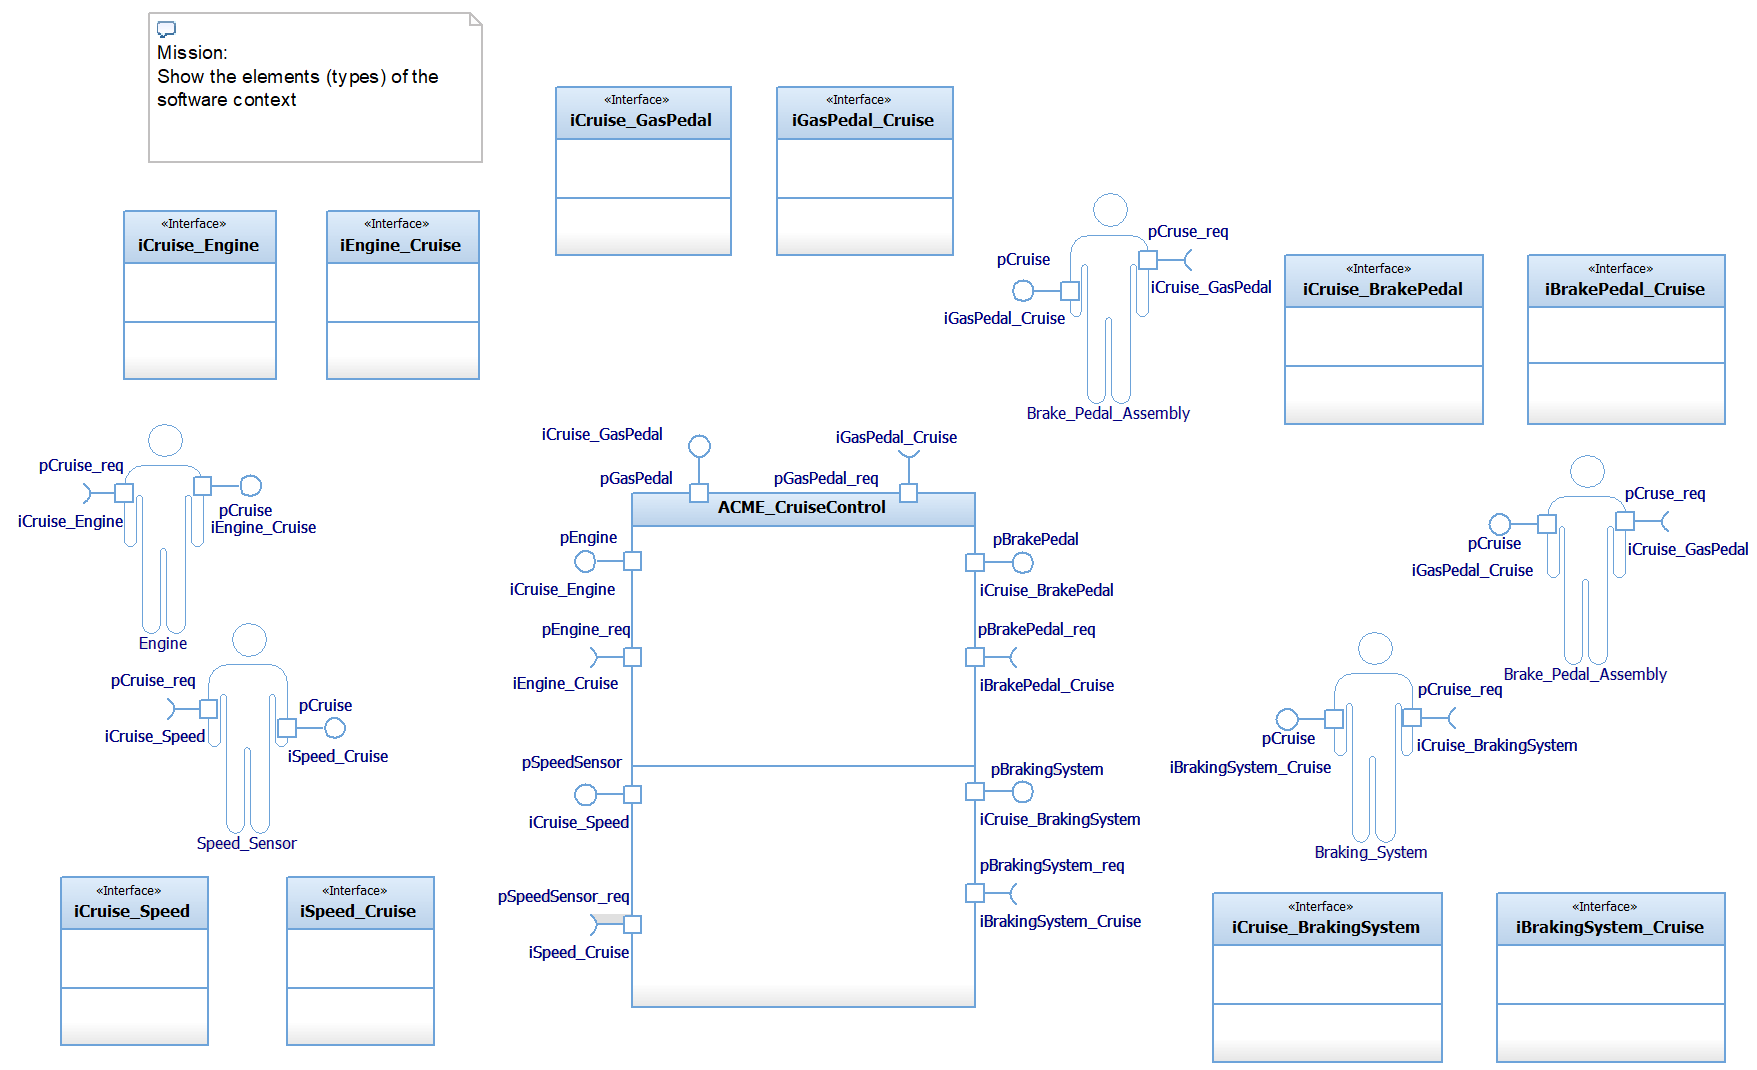 Mission:
Show the elements (types) of the
software context
«Interface»
iCruise_GasPedal
«Interface»
iGasPedal_Cruise
«Interface»
iCruise_Engine
«Interface»
iEngine_Cruise
pCruse_req
pCruise
iCruise_GasPedal
iGasPedal_Cruise
Brake_Pedal_Assembly
«Interface»
iCruise_BrakePedal
«Interface»
iBrakePedal_Cruise
pCruise_req
iCruise_Engine
pCruise
iEngine_Cruise
Engine
iCruise_GasPedal
pGasPedal
iGasPedal_Cruise
pGasPedal_req
ACME_CruiseControl
pEngine
iCruise_Engine
pEngine_req
iEngine_Cruise
pSpeedSensor
iCruise_Speed
pSpeedSensor_req
iSpeed_Cruise
pBrakePedal
iCruise_BrakePedal
pBrakePedal_req
iBrakePedal_Cruise
pBrakingSystem
iCruise_BrakingSystem
pBrakingSystem_req
iBrakingSystem_Cruise
pCruse_req
pCruise
iCruise_GasPedal
iGasPedal_Cruise
Brake_Pedal_Assembly
pCruise_req
iCruise_Speed
pCruise
iSpeed_Cruise
Speed_Sensor
pCruise_req
pCruise
iCruise_BrakingSystem
iBrakingSystem_Cruise
Braking_System
«Interface»
iCruise_Speed
«Interface»
iSpeed_Cruise
«Interface»
iCruise_BrakingSystem
«Interface»
iBrakingSystem_Cruise